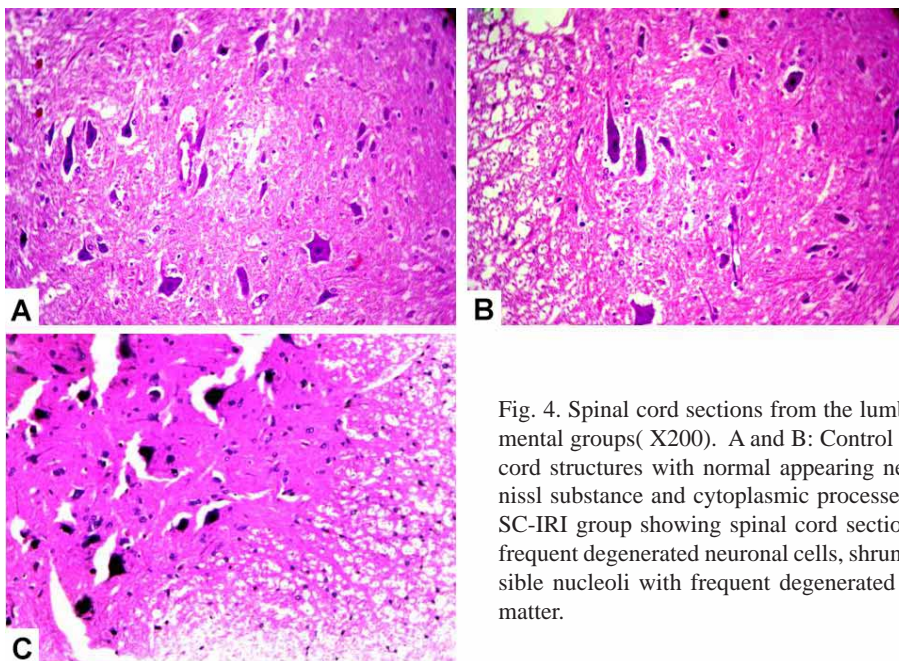 A
B
C
Fig. 4. Spinal cord sections from the lumb
mental groups( X200). A and B: Control
cord structures with normal appearing ne
nissl substance and cytoplasmic processe
SC-IRI group showing spinal cord sectio
frequent degenerated neuronal cells, shrun
sible nucleoli with frequent degenerated
matter.